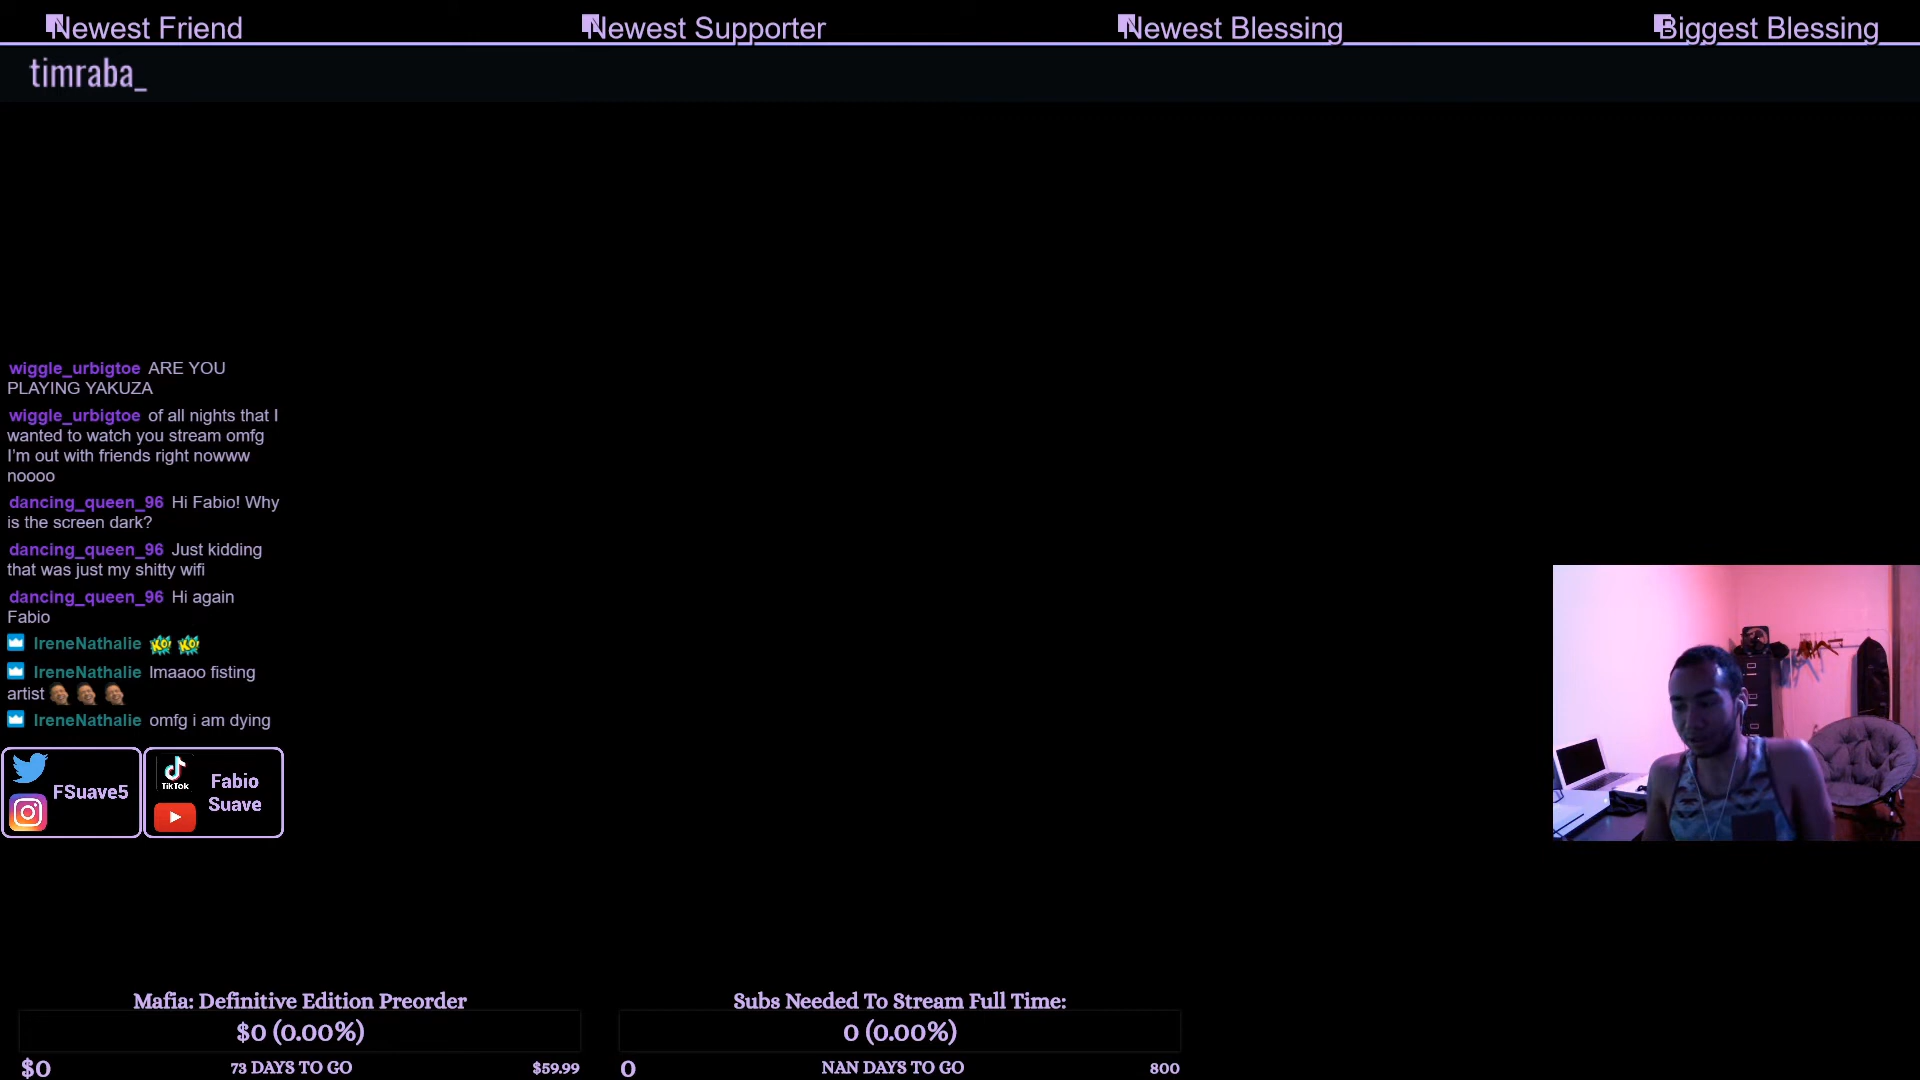 Newest Friend
Newest Supporter
Newest Blessing
Biggest Blessing
timraba_
wiggle_urbigtoe ARE YOU
PLAYING YAKUZA
wiggle_urbigtoe of all nights that I
wanted to watch you stream omfg
I'm out with friends right nowww
noooo
dancing_queen_96 Hi Fabio! Why
is the screen dark?
dancing_queen_96 Just kidding
that was just my shitty wifi
dancing_queen_96 Hi again
Fabio
IreneNathalie KO! KO!
IreneNathalie lmaaoo fisting
artist
IreneNathalie omfg i am dying
FSuave5
TikTok
Fabio
Suave
Mafia: Definitive Edition Preorder
$0 (0.00%)
$0
73 DAYS TO GO
$59.99
Subs Needed To Stream Full Time:
0 (0.00%)
0
NAN DAYS TO GO
800